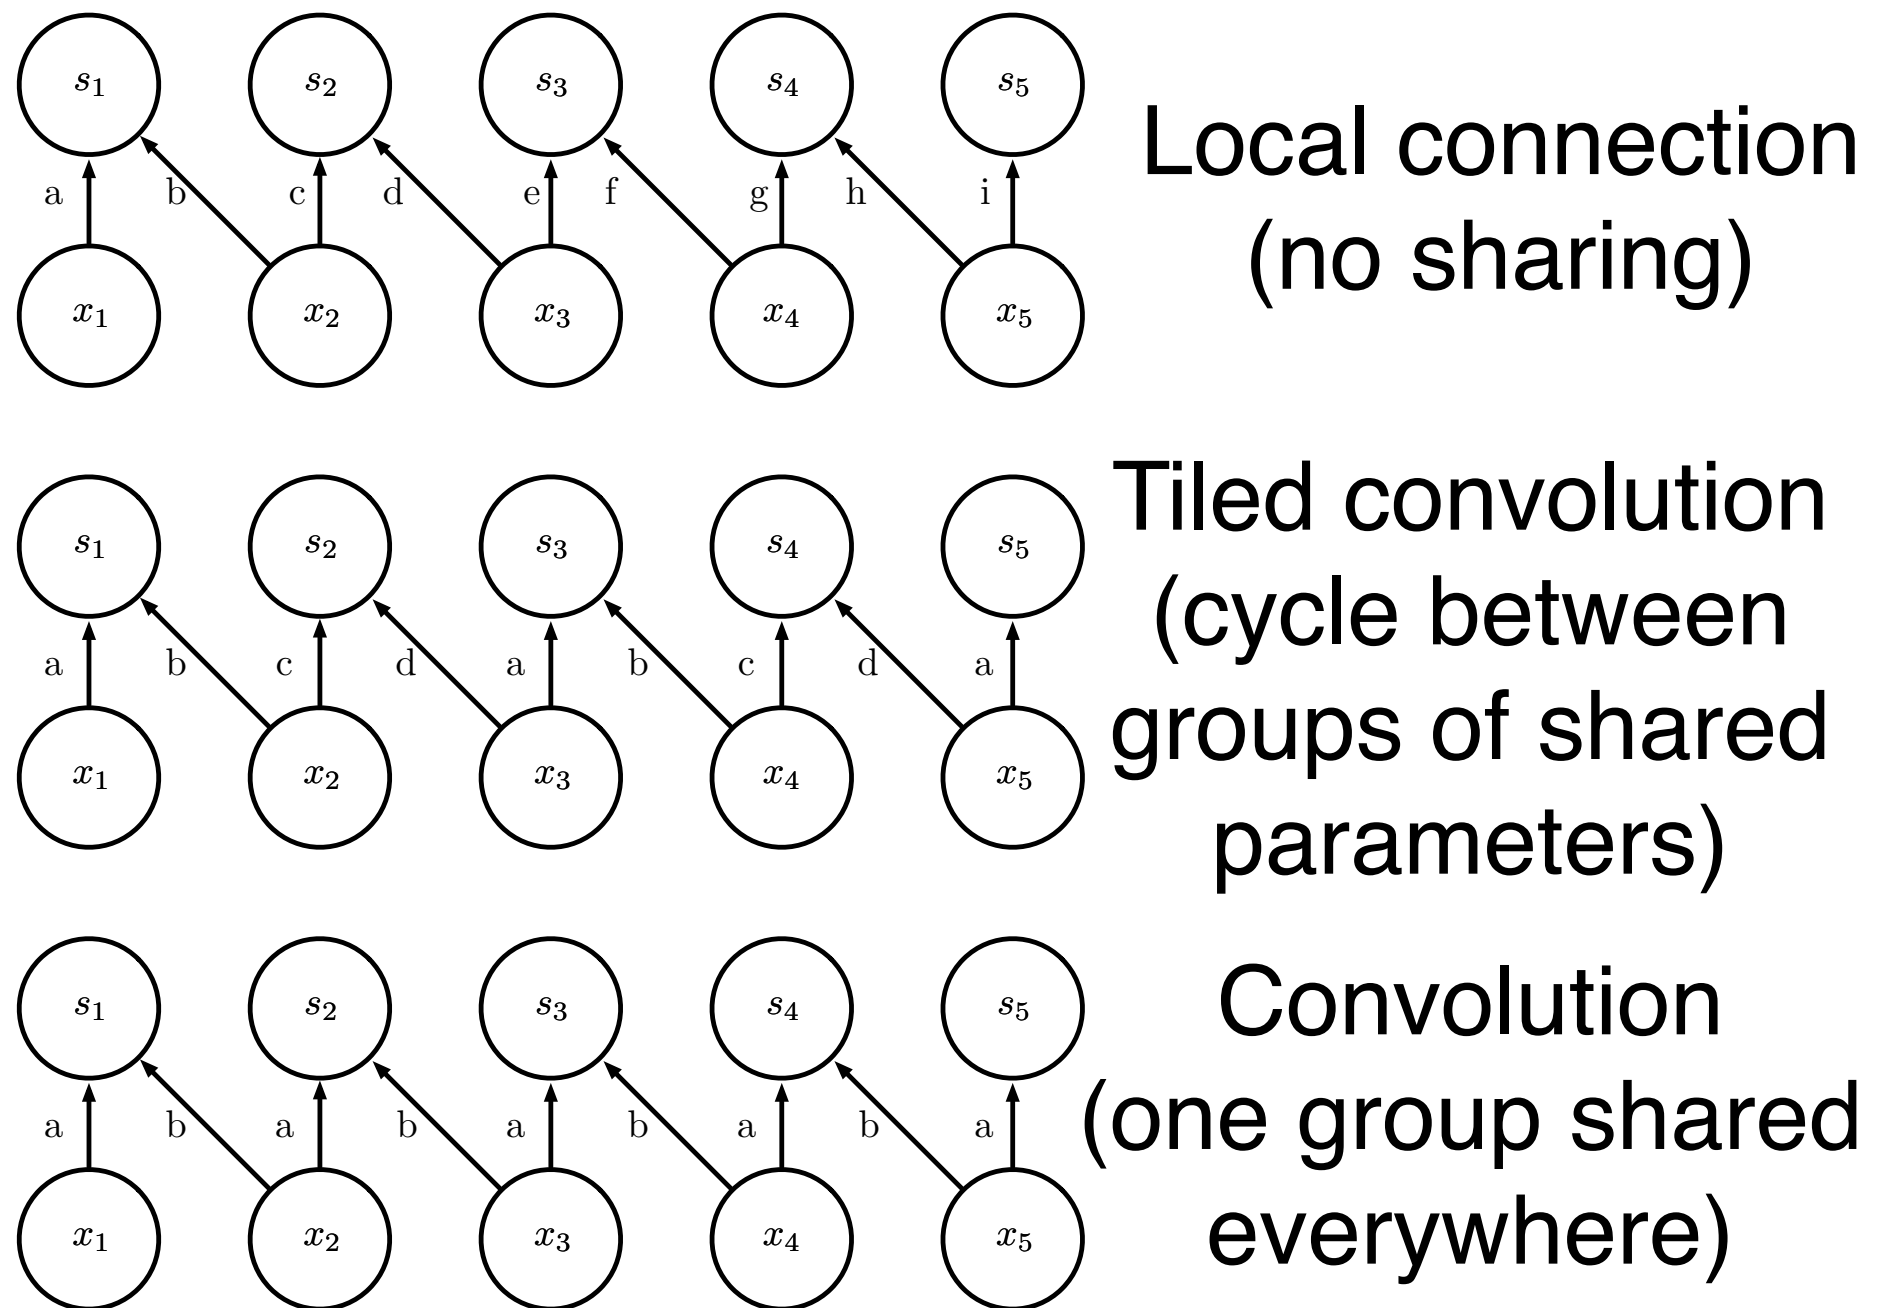 s₁ s₂ s₃ s₄ s₅
a b c d e f g h i
x₁ x₂ x₃ x₄ x₅
Local connection
(no sharing)
s₁ s₂ s₃ s₄ s₅
a b c d a b c d a
x₁ x₂ x₃ x₄ x₅
Tiled convolution
(cycle between
groups of shared
parameters)
s₁ s₂ s₃ s₄ s₅
a b a b a b a b a
x₁ x₂ x₃ x₄ x₅
Convolution
(one group shared
everywhere)